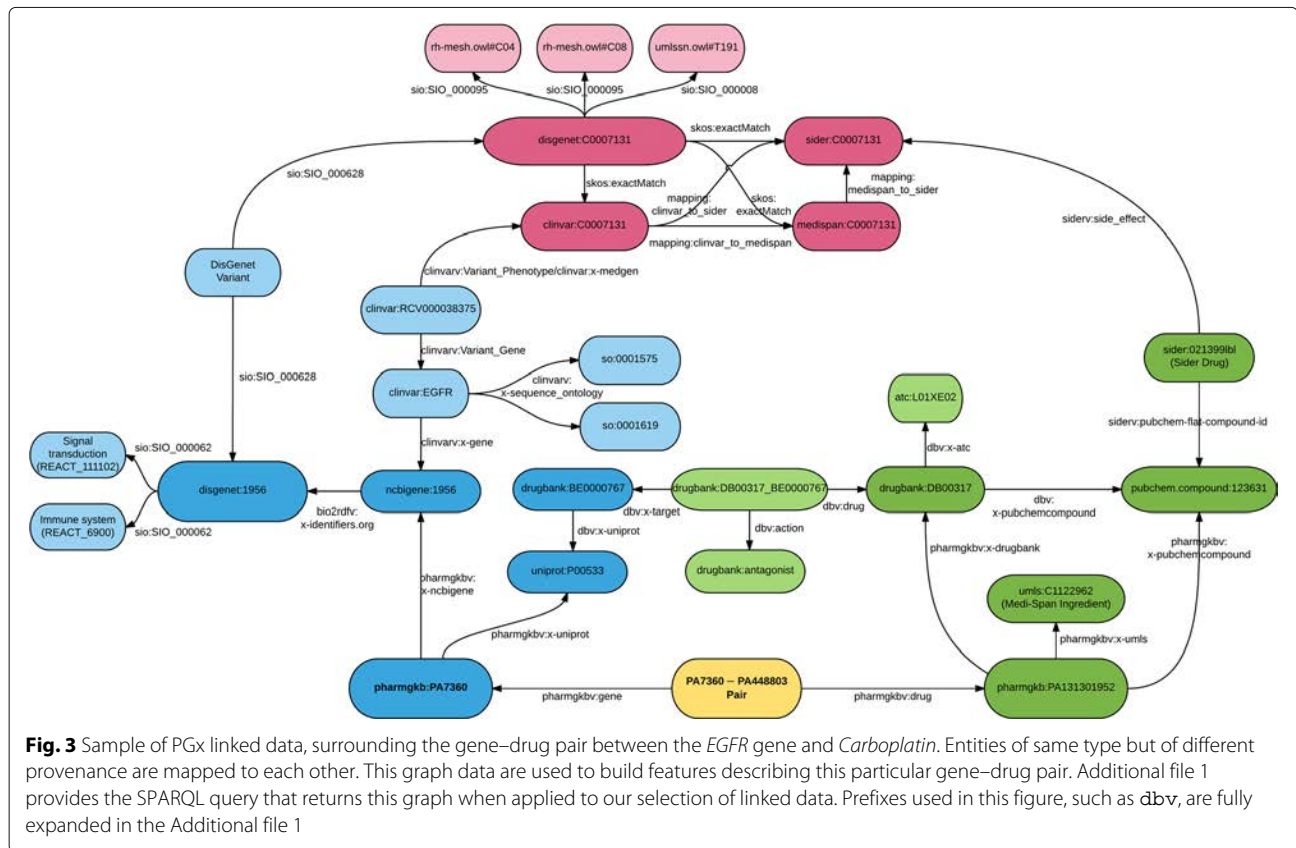 rh-mesh.owl#C04
rh-mesh.owl#C08
umlssn.owl#T191
sio:SIO_000095
sio:SIO_000095
sio:SIO_000008
disgenet:C0007131
skos:exactMatch
sider:C0007131
sio:SIO_000628
skos:exactMatch
mapping:
clinvar_to_sider
skos:
exactMatch
mapping:
medispan_to_sider
siderv:side_effect
clinvar:C0007131
mapping:clinvar_to_medispan
medispan:C0007131
DisGenet
Variant
clinvarv:Variant_Phenotype/clinvar:x-medgen
clinvar:RCV000038375
clinvarv:Variant_Gene
so:0001575
sider:021399lbl
(Sider Drug)
sio:SIO_000628
clinvar:EGFR
clinvarv:
x-sequence_ontology
atc:L01XE02
so:0001619
siderv:pubchem-flat-compound-id
Signal
transduction
(REACT_111102)
sio:SIO_000062
clinvarv:x-gene
dbv:x-atc
disgenet:1956
bio2rdfv:
x-identifiers.org
ncbigene:1956
drugbank:BE0000767
dbv:x-target
drugbank:DB00317_BE0000767
dbv:drug
drugbank:DB00317
dbv:
x-pubchemcompound
pubchem.compound:123631
Immune system
(REACT_6900)
sio:SIO_000062
dbv:x-uniprot
dbv:action
pharmgkbv:x-drugbank
pharmgkbv:
x-pubchemcompound
pharmgkbv:
x-ncbigene
uniprot:P00533
drugbank:antagonist
umls:C1122962
(Medi-Span Ingredient)
pharmgkbv:x-uniprot
pharmgkbv:x-umls
pharmgkb:PA7360
pharmgkbv:gene
PA7360 – PA448803
Pair
pharmgkbv:drug
pharmgkb:PA131301952
Fig. 3 Sample of PGx linked data, surrounding the gene–drug pair between the EGFR gene and Carboplatin. Entities of same type but of different
provenance are mapped to each other. This graph data are used to build features describing this particular gene–drug pair. Additional file 1
provides the SPARQL query that returns this graph when applied to our selection of linked data. Prefixes used in this figure, such as dbv, are fully
expanded in the Additional file 1